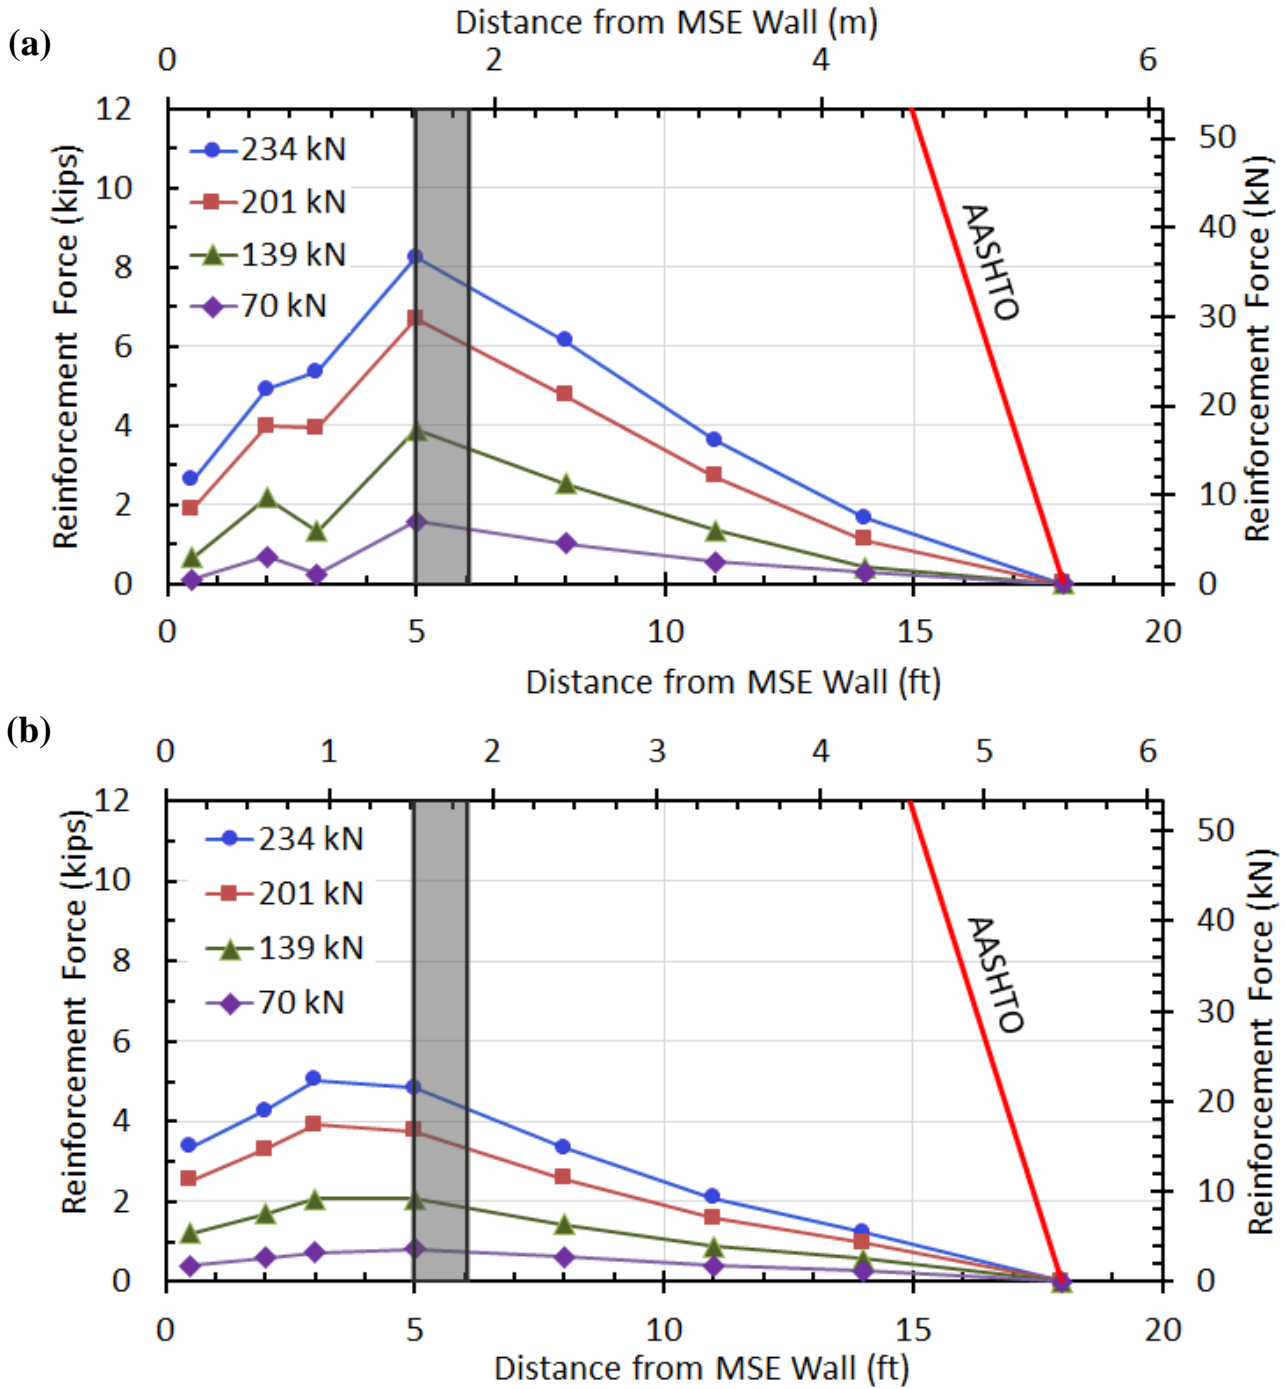 (a)
Distance from MSE Wall (m)
0 2 4 6
12
10
8
6
4
2
0
Reinforcement Force (kips)
234 kN
201 kN
139 kN
70 kN
AASHTO
50
40
30
20
10
0
Reinforcement Force (kN)
0 5 10 15 20
Distance from MSE Wall (ft)
(b)
0 1 2 3 4 5 6
12
10
8
6
4
2
0
Reinforcement Force (kips)
234 kN
201 kN
139 kN
70 kN
AASHTO
50
40
30
20
10
0
Reinforcement Force (kN)
0 5 10 15 20
Distance from MSE Wall (ft)